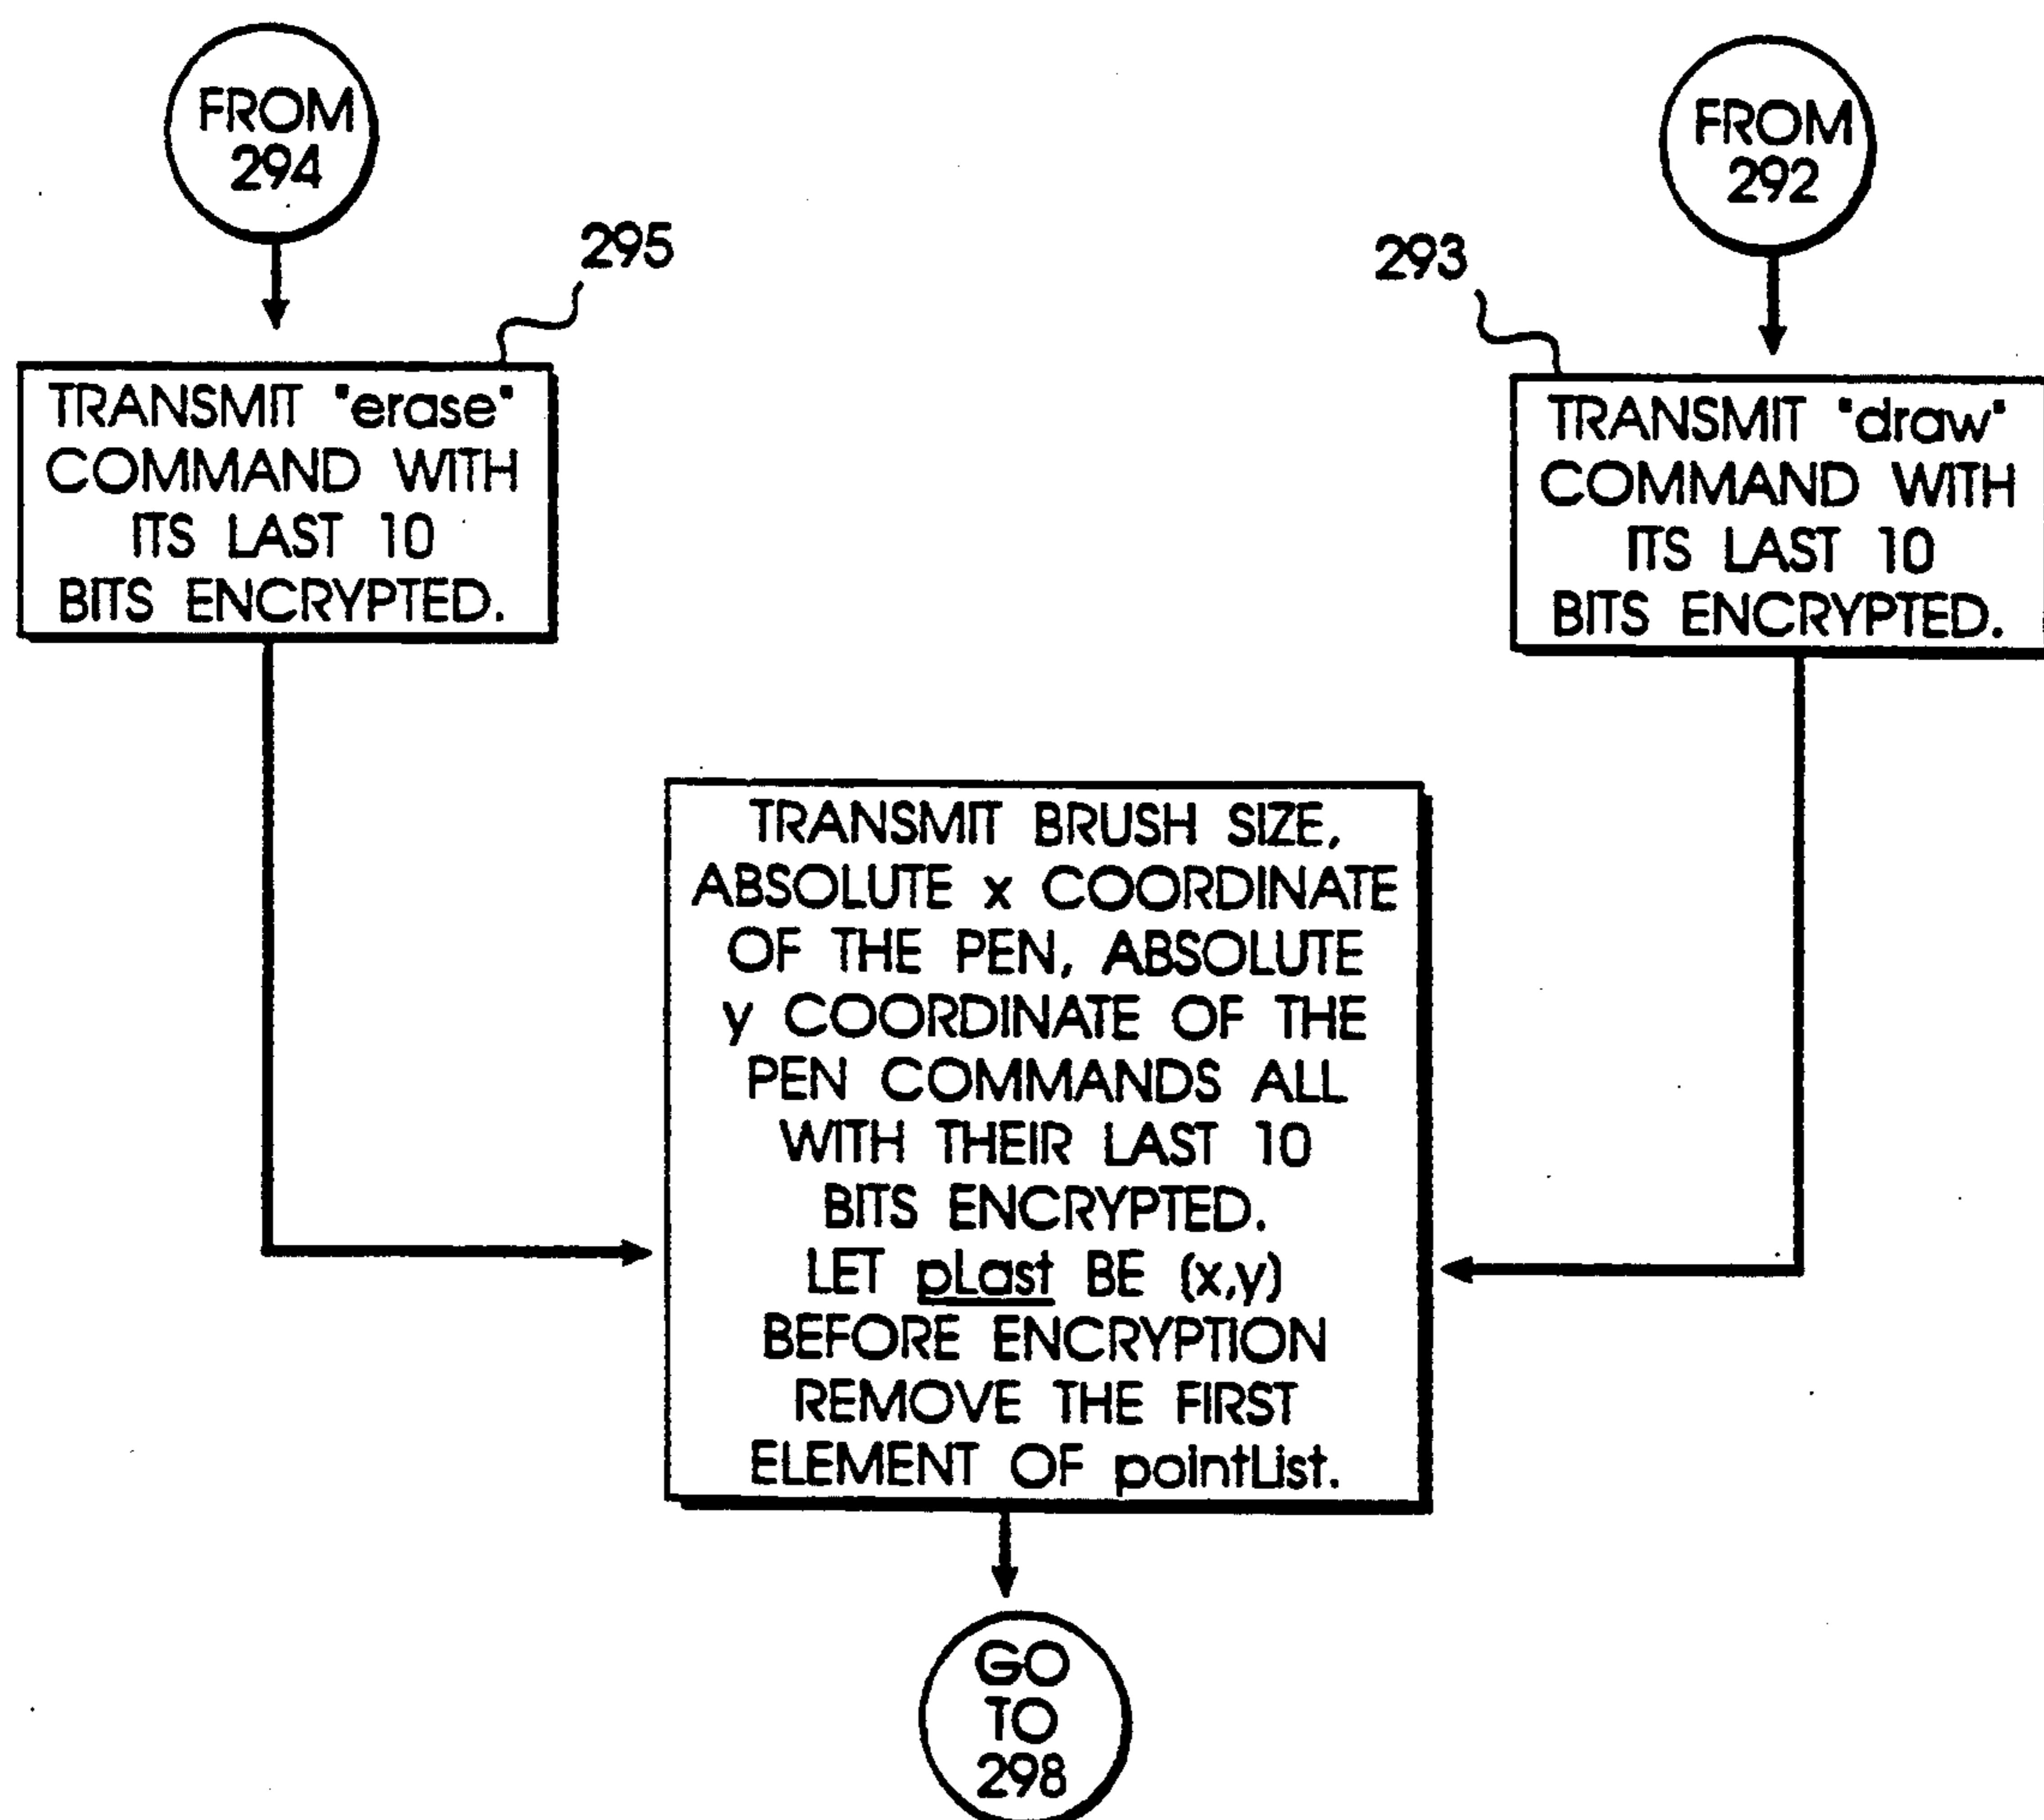 FROM
294
FROM
292
295
293
TRANSMIT "erase"
COMMAND WITH
ITS LAST 10
BITS ENCRYPTED.
TRANSMIT "draw"
COMMAND WITH
ITS LAST 10
BITS ENCRYPTED.
TRANSMIT BRUSH SIZE,
ABSOLUTE x COORDINATE
OF THE PEN, ABSOLUTE
y COORDINATE OF THE
PEN COMMANDS ALL
WITH THEIR LAST 10
BITS ENCRYPTED.
LET pLast BE (x,y)
BEFORE ENCRYPTION
REMOVE THE FIRST
ELEMENT OF pointList.
GO
TO
298